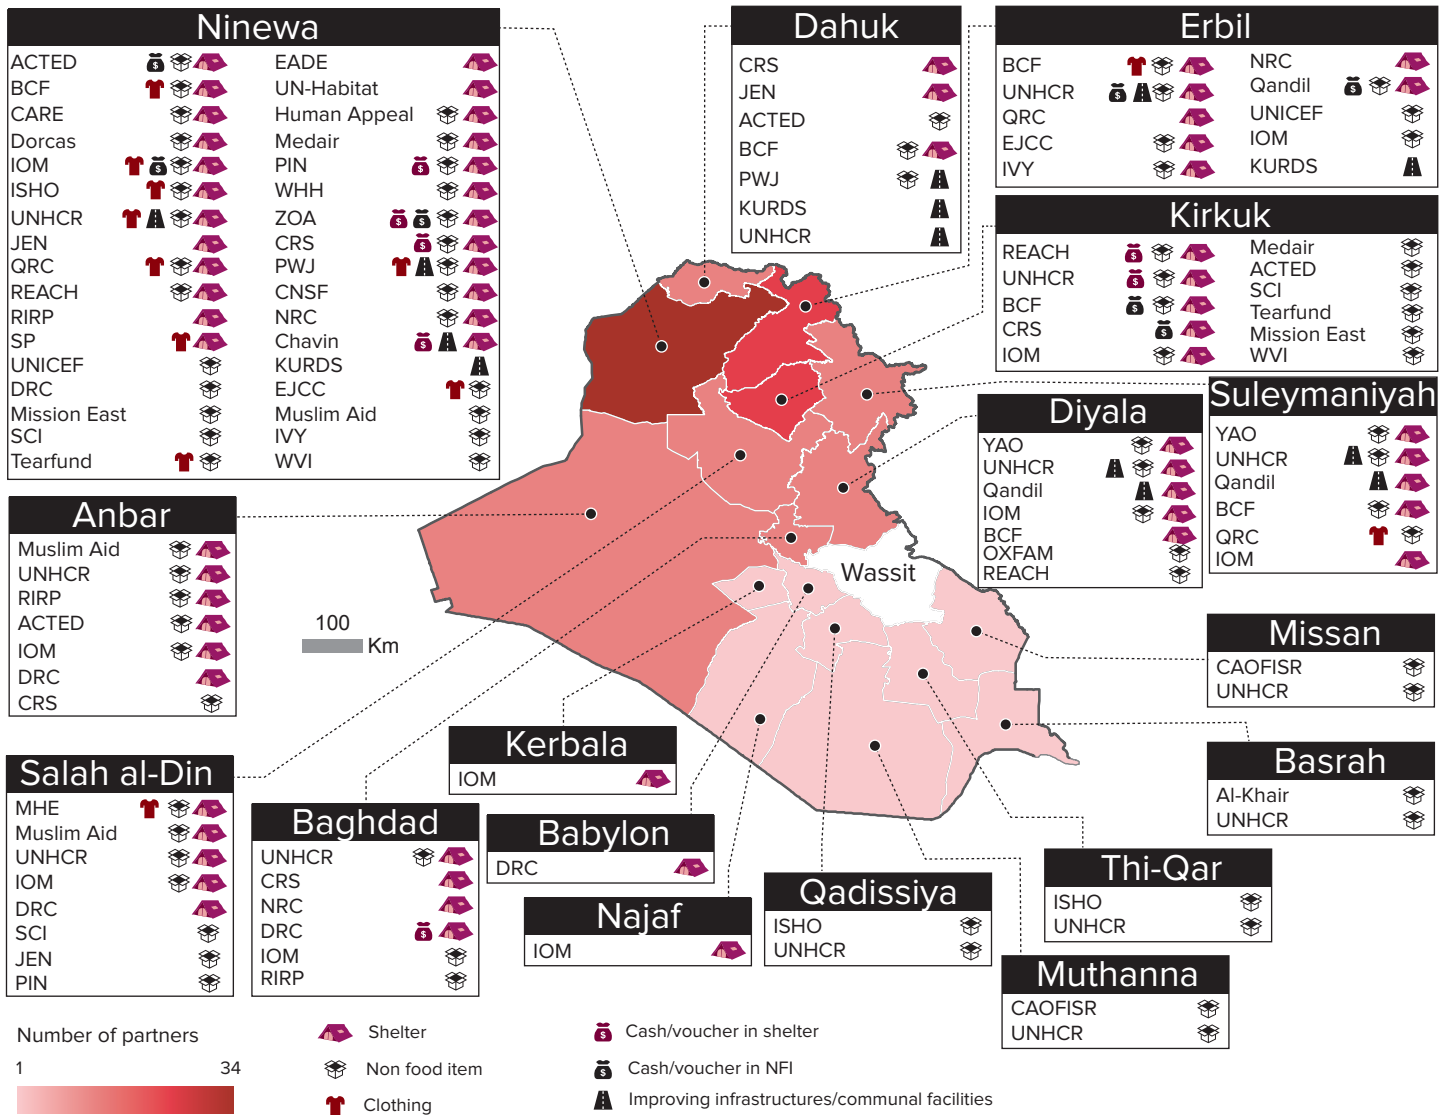 Ninewa
ACTED
BCF
CARE
Dorcas
IOM
ISHO
UNHCR
JEN
QRC
REACH
RIRP
SP
UNICEF
DRC
Mission East
SCI
Tearfund
EADE
UN-Habitat
Human Appeal
Medair
PIN
WHH
ZOA
CRS
PWJ
CNSF
NRC
Chavin
KURDS
EJCC
Muslim Aid
IVY
WVI
Dahuk
CRS
JEN
ACTED
BCF
PWJ
KURDS
UNHCR
Erbil
BCF
UNHCR
QRC
EJCC
IVY
NRC
Qandil
UNICEF
IOM
KURDS
Kirkuk
REACH
UNHCR
BCF
CRS
IOM
Medair
ACTED
SCI
Tearfund
Mission East
WVI
Suleymaniyah
YAO
UNHCR
Qandil
BCF
QRC
IOM
Diyala
YAO
UNHCR
Qandil
IOM
BCF
OXFAM
REACH
Anbar
Muslim Aid
UNHCR
RIRP
ACTED
IOM
DRC
CRS
Wassit
100
Km
Missan
CAOFISR
UNHCR
Basrah
Al-Khair
UNHCR
Kerbala
IOM
Salah al-Din
MHE
Muslim Aid
UNHCR
IOM
DRC
SCI
JEN
PIN
Baghdad
UNHCR
CRS
NRC
DRC
IOM
RIRP
Babylon
DRC
Najaf
IOM
Qadissiya
ISHO
UNHCR
Thi-Qar
ISHO
UNHCR
Muthanna
CAOFISR
UNHCR
Number of partners
1 34
Shelter
Non food item
Clothing
Cash/voucher in shelter
Cash/voucher in NFI
Improving infrastructures/communal facilities